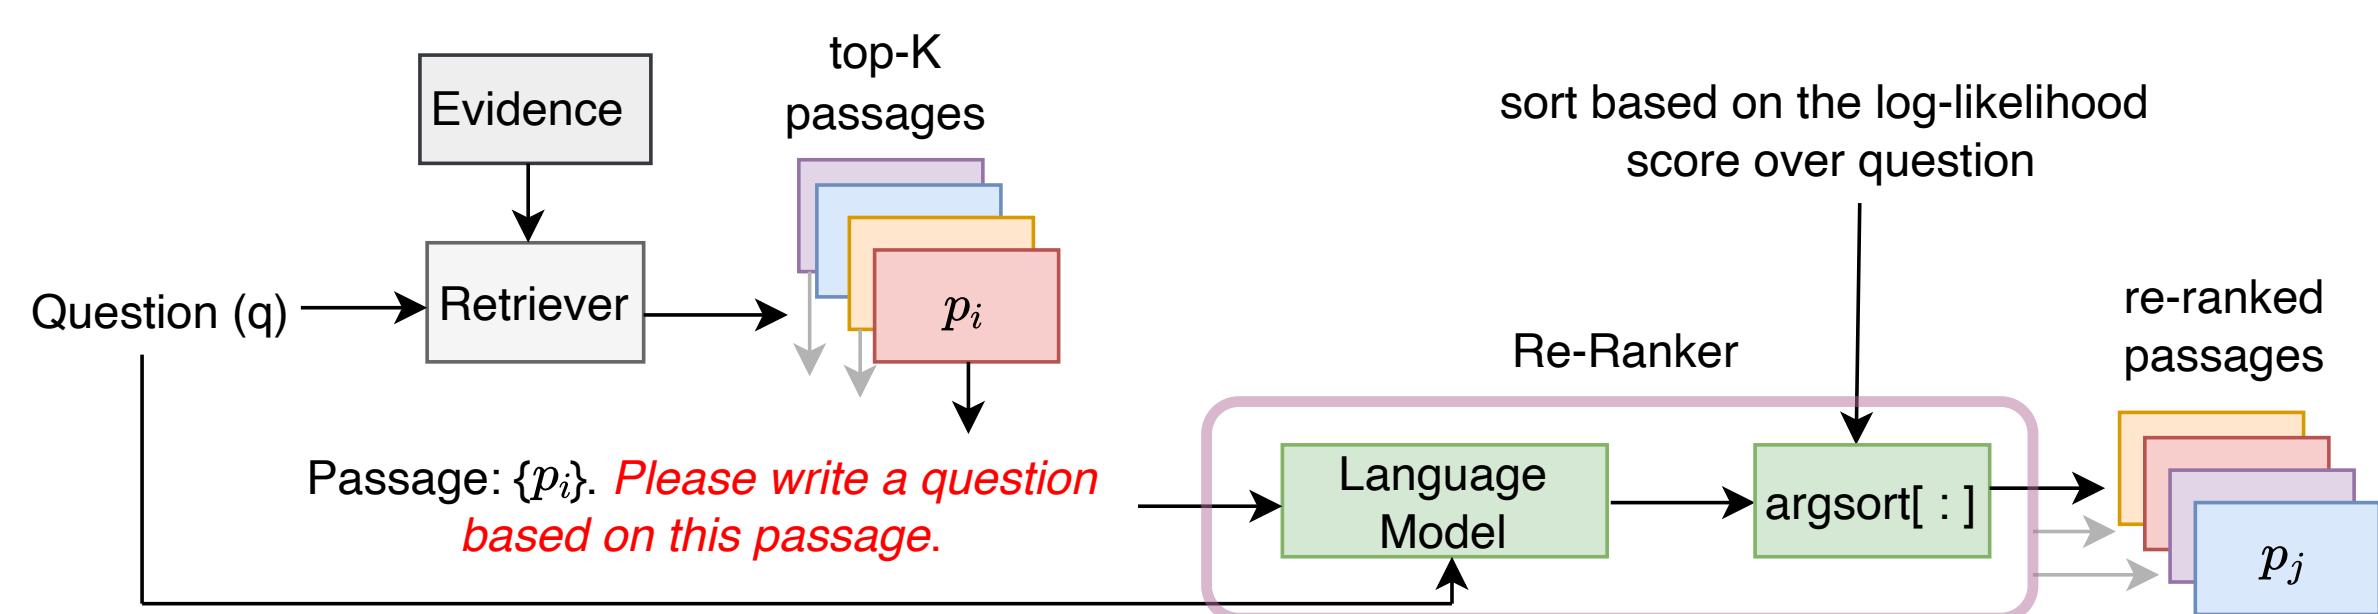 Evidence
top-K
passages
sort based on the log-likelihood
score over question
Question (q)
Retriever
p_i
Re-Ranker
re-ranked
passages
Passage: {p_i}. Please write a question
based on this passage.
Language
Model
argsort[ : ]
p_j